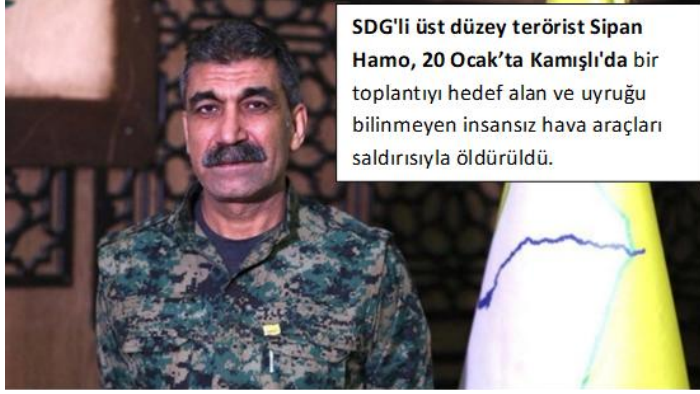 SDG'li üst düzey terörist Sipan
Hamo, 20 Ocak’ta Kamışlı'da bir
toplantıyı hedef alan ve uyruğu
bilinmeyen insansız hava araçları
saldırısıyla öldürüldü.